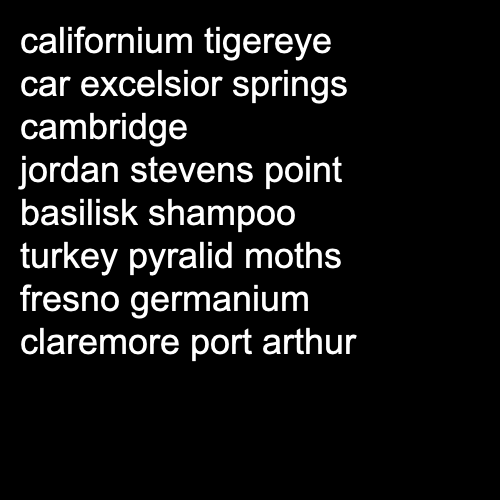 californium tigereye
car excelsior springs
cambridge
jordan stevens point
basilisk shampoo
turkey pyralid moths
fresno germanium
claremore port arthur